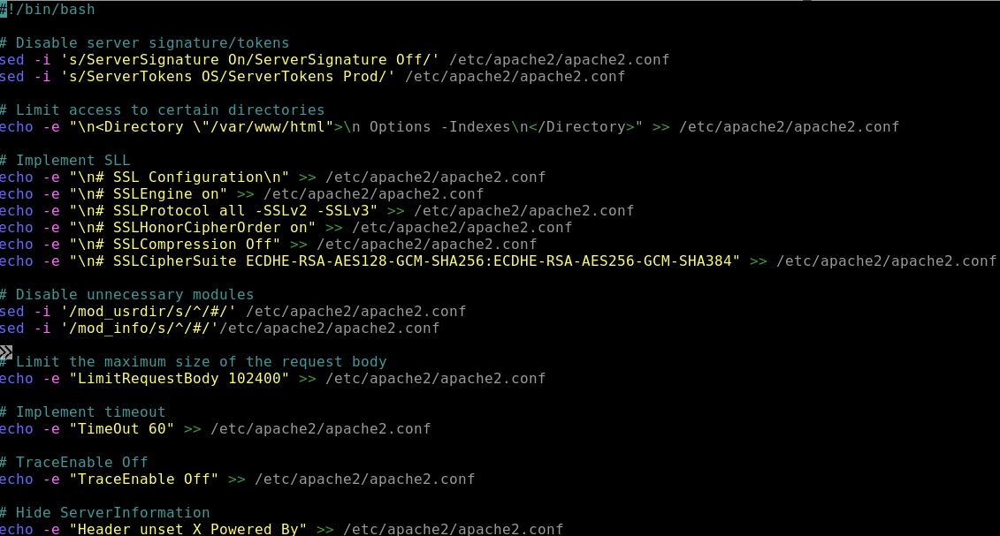 #!/bin/bash
# Disable server signature/tokens
sed -i 's/ServerSignature On/ServerSignature Off/' /etc/apache2/apache2.conf
sed -i 's/ServerTokens OS/ServerTokens Prod/' /etc/apache2/apache2.conf
# Limit access to certain directories
echo -e "\n<Directory \"/var/www/html">\n Options -Indexes\n</Directory>" >> /etc/apache2/apache2.conf
# Implement SLL
echo -e "\n# SSL Configuration\n" >> /etc/apache2/apache2.conf
echo -e "\n# SSLEngine on" >> /etc/apache2/apache2.conf
echo -e "\n# SSLProtocol all -SSLv2 -SSLv3" >> /etc/apache2/apache2.conf
echo -e "\n# SSLHonorCipherOrder on" >> /etc/apache2/apache2.conf
echo -e "\n# SSLCompression Off" >> /etc/apache2/apache2.conf
echo -e "\n# SSLCipherSuite ECDHE-RSA-AES128-GCM-SHA256:ECDHE-RSA-AES256-GCM-SHA384" >> /etc/apache2/apache2.conf
# Disable unnecessary modules
sed -i '/mod_usrdir/s/^/#/' /etc/apache2/apache2.conf
sed -i '/mod_info/s/^/#/'/etc/apache2/apache2.conf
# Limit the maximum size of the request body
echo -e "LimitRequestBody 102400" >> /etc/apache2/apache2.conf
# Implement timeout
echo -e "TimeOut 60" >> /etc/apache2/apache2.conf
# TraceEnable Off
echo -e "TraceEnable Off" >> /etc/apache2/apache2.conf
# Hide ServerInformation
echo -e "Header unset X Powered By" >> /etc/apache2/apache2.conf